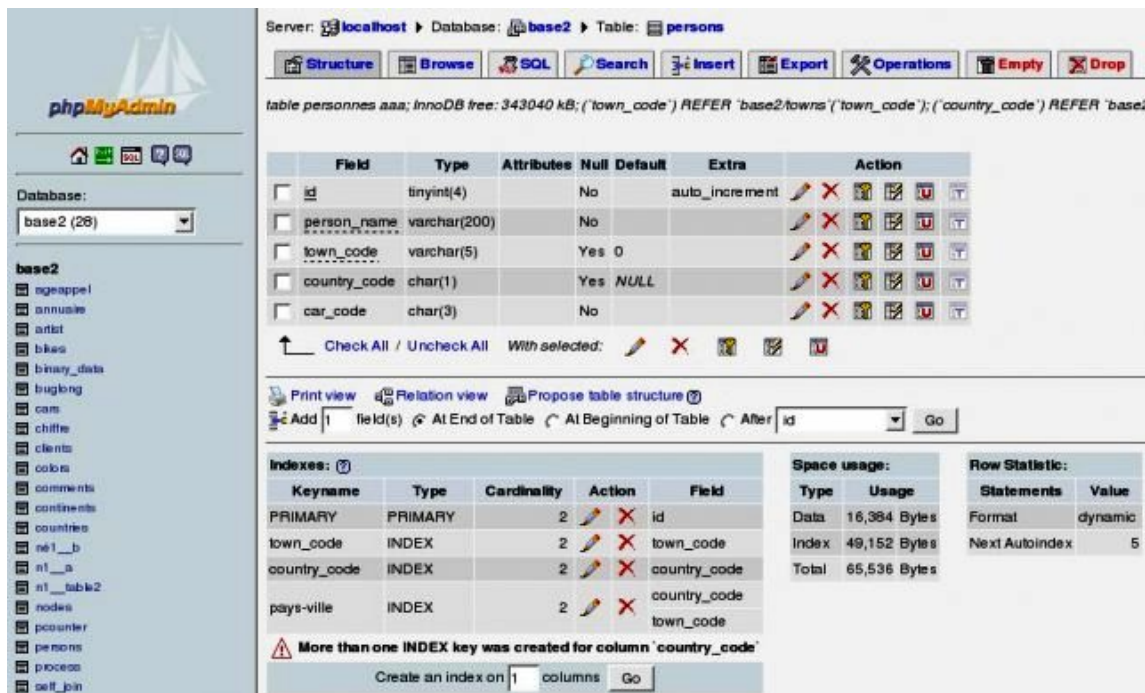 Server: localhost Database: base2 Table: persons
Structure Browse SQL Search Insert Export Operations Empty Drop
phpMyAdmin
table personnes aaa; InnoDB free: 343040 kB; (`town_code`) REFER `base2/towns`(`town_code`); (`country_code`) REFER `base2
Database:
base2 (28)
base2
ageappel
annuaire
artist
bikes
binary_data
buglong
cars
chiffre
clients
colors
comments
continents
countries
né1__b
n1__a
n1__table2
nodes
pcounter
persons
process
self_join
Field Type Attributes Null Default Extra Action
id tinyint(4) No auto_increment
person_name varchar(200) No
town_code varchar(5) Yes 0
country_code char(1) Yes NULL
car_code char(3) No
Check All / Uncheck All With selected:
Print view Relation view Propose table structure
Add 1 field(s) At End of Table At Beginning of Table After id Go
Indexes:
Keyname Type Cardinality Action Field
PRIMARY PRIMARY 2 id
town_code INDEX 2 town_code
country_code INDEX 2 country_code
pays-ville INDEX 2 country_code
town_code
More than one INDEX key was created for column `country_code`
Create an index on 1 columns Go
Space usage:
Type Usage
Data 16,384 Bytes
Index 49,152 Bytes
Total 65,536 Bytes
Row Statistic:
Statements Value
Format dynamic
Next Autoindex 5